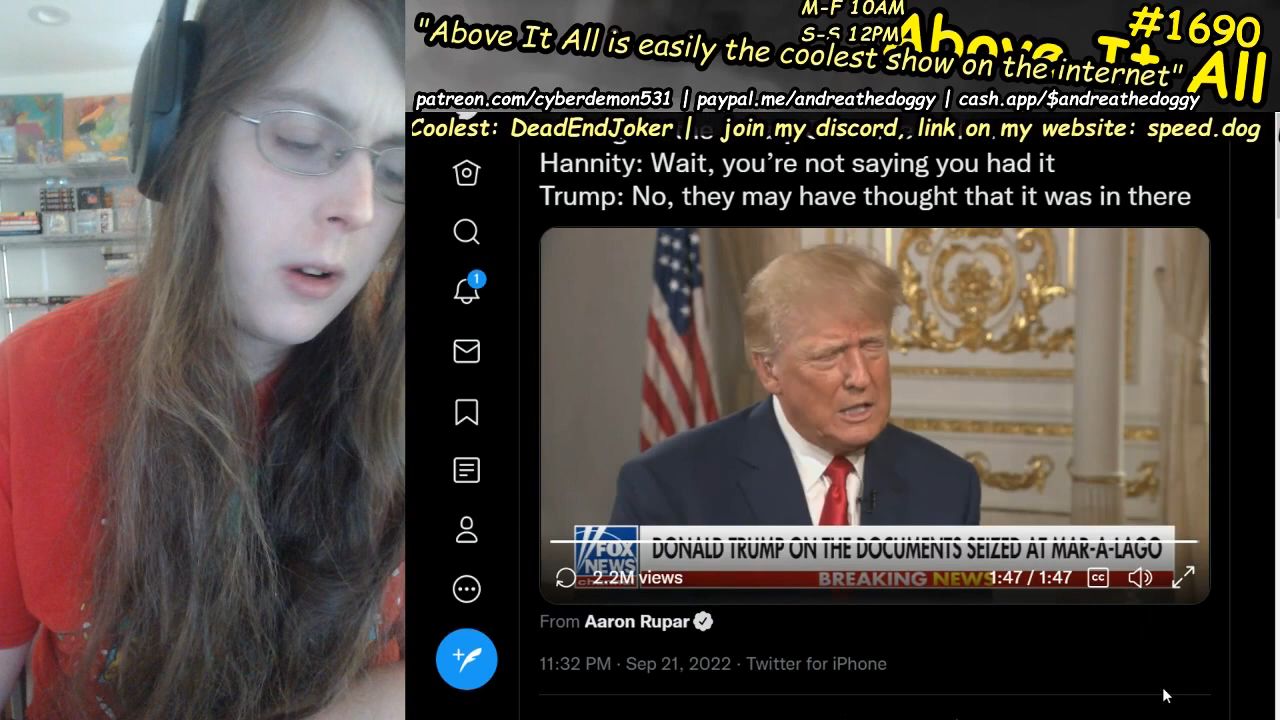 M-F 10AM
S-S 12PM
#1690
Above It All
"Above It All is easily the coolest show on the internet"
patreon.com/cyberdemon531 | paypal.me/andreathedoggy | cash.app/$andreathedoggy
Coolest: DeadEndJoker | join my discord, link on my website: speed.dog
Hannity: Wait, you’re not saying you had it
Trump: No, they may have thought that it was in there
1
FOX
NEWS
channel
DONALD TRUMP ON THE DOCUMENTS SEIZED AT MAR-A-LAGO
BREAKING NEWS
2.2M views
1:47 / 1:47
CC
From Aaron Rupar
11:32 PM · Sep 21, 2022 · Twitter for iPhone